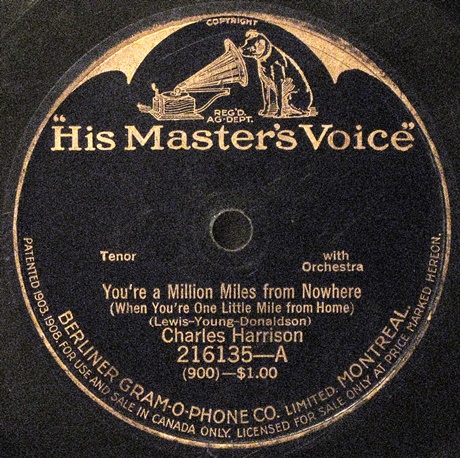 COPYRIGHT
REG'D.
AG-DEPT.
"His Master's Voice"
Tenor
with
Orchestra
You're a Million Miles from Nowhere
(When You're One Little Mile from Home)
(Lewis-Young-Donaldson)
Charles Harrison
216135—A
(900)—$1.00
PATENTED 1903, 1908. FOR USE AND SALE IN CANADA ONLY. LICENSED FOR SALE ONLY AT PRICE MARKED HEREON.
BERLINER GRAM-O-PHONE CO. LIMITED, MONTREAL.